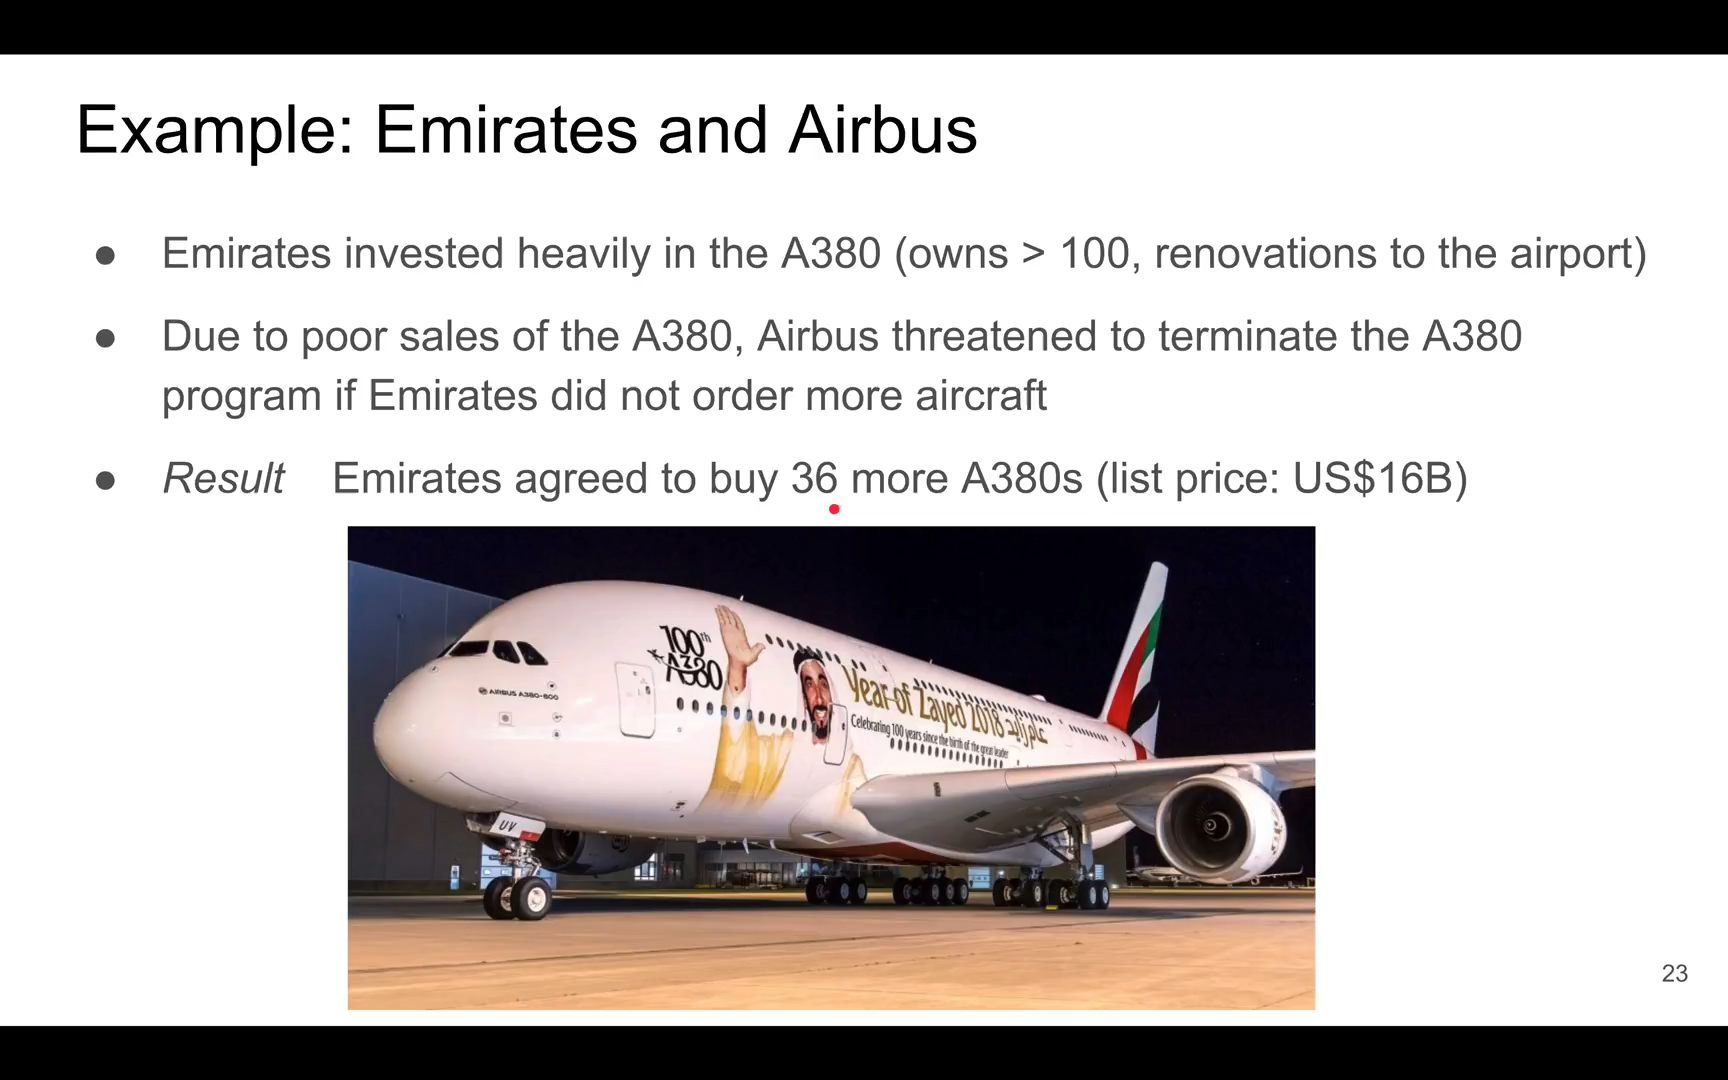 Example: Emirates and Airbus
● Emirates invested heavily in the A380 (owns > 100, renovations to the airport)
● Due to poor sales of the A380, Airbus threatened to terminate the A380
program if Emirates did not order more aircraft
● Result Emirates agreed to buy 36 more A380s (list price: US$16B)
100th
A380
AIRBUS A380-800
Year of Zayed 2018 عام زايد
Celebrating 100 years since the birth of the great leader
UV
23